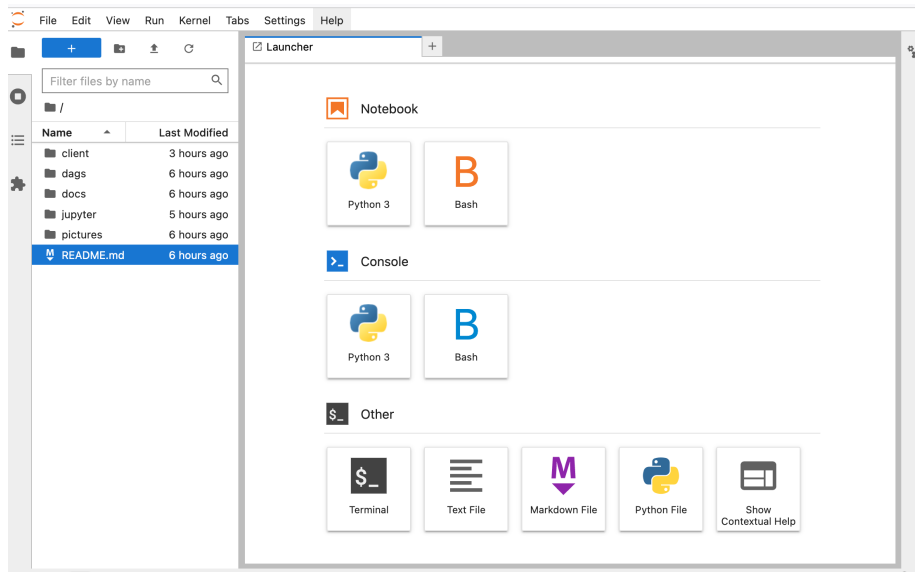 File Edit View Run Kernel Tabs Settings Help
+
Filter files by name
/
Name Last Modified
client 3 hours ago
dags 6 hours ago
docs 6 hours ago
jupyter 5 hours ago
pictures 6 hours ago
M README.md 6 hours ago
Launcher +
Notebook
Python 3
B
Bash
>_ Console
Python 3
B
Bash
$_ Other
$_
Terminal
Text File
M
Markdown File
Python File
Show
Contextual Help